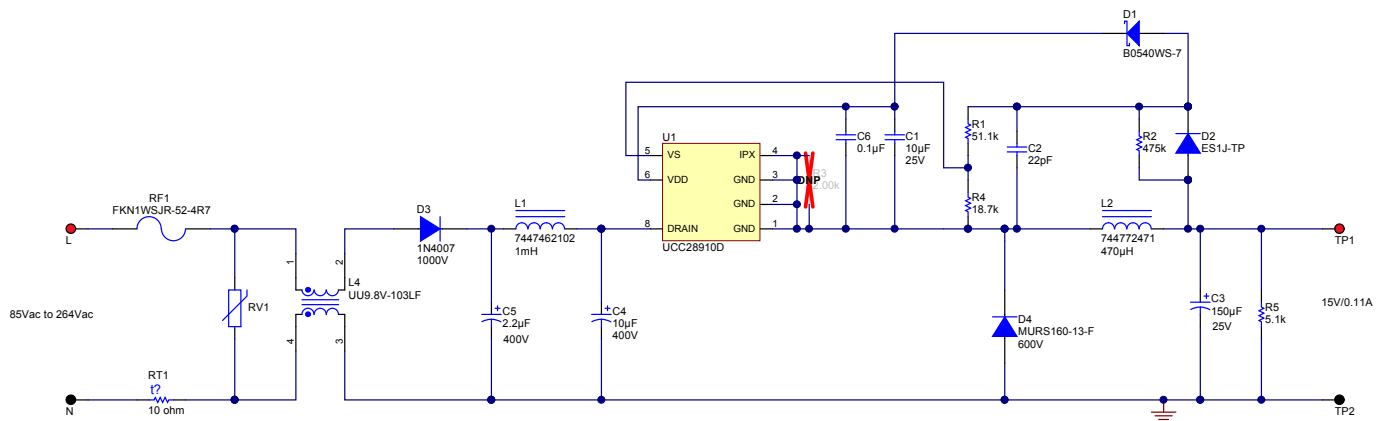 D1
B0540WS-7
U1
5
VS
6
VDD
8
DRAIN
IPX
4
GND
3
GND
2
GND
1
UCC28910D
R3
2.00k
DNP
C6
0.1µF
C1
10µF
25V
R1
51.1k
R4
18.7k
C2
22pF
R2
475k
D2
ES1J-TP
RF1
FKN1WSJR-52-4R7
L
D3
1N4007
1000V
L1
7447462102
1mH
L2
744772471
470µH
TP1
1
2
4
3
L4
UU9.8V-103LF
RV1
85Vac to 264Vac
C5
2.2µF
400V
C4
10µF
400V
D4
MURS160-13-F
600V
C3
150µF
25V
R5
5.1k
15V/0.11A
RT1
t?
10 ohm
N
TP2
+
+
+